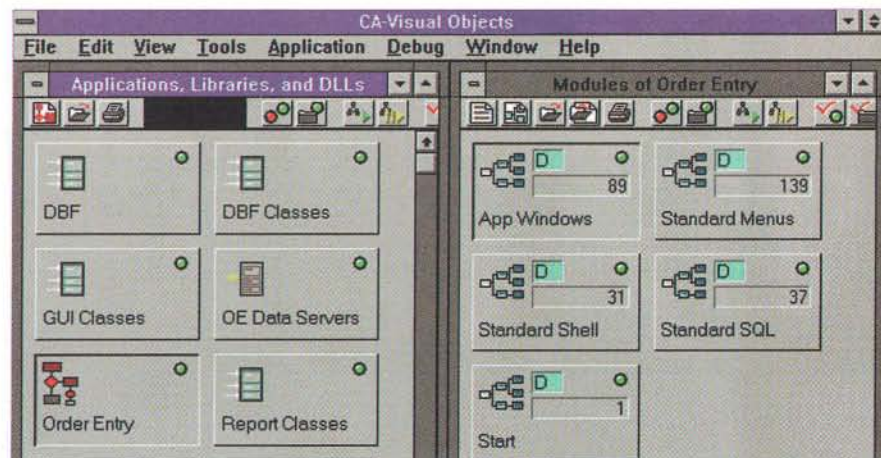 CA-Visual Objects
File Edit View Tools Application Debug Window Help
Applications, Libraries, and DLLs
DBF
DBF Classes
GUI Classes
OE Data Servers
Order Entry
Report Classes
Modules of Order Entry
D
89
App Windows
D
139
Standard Menus
D
31
Standard Shell
D
37
Standard SQL
D
1
Start